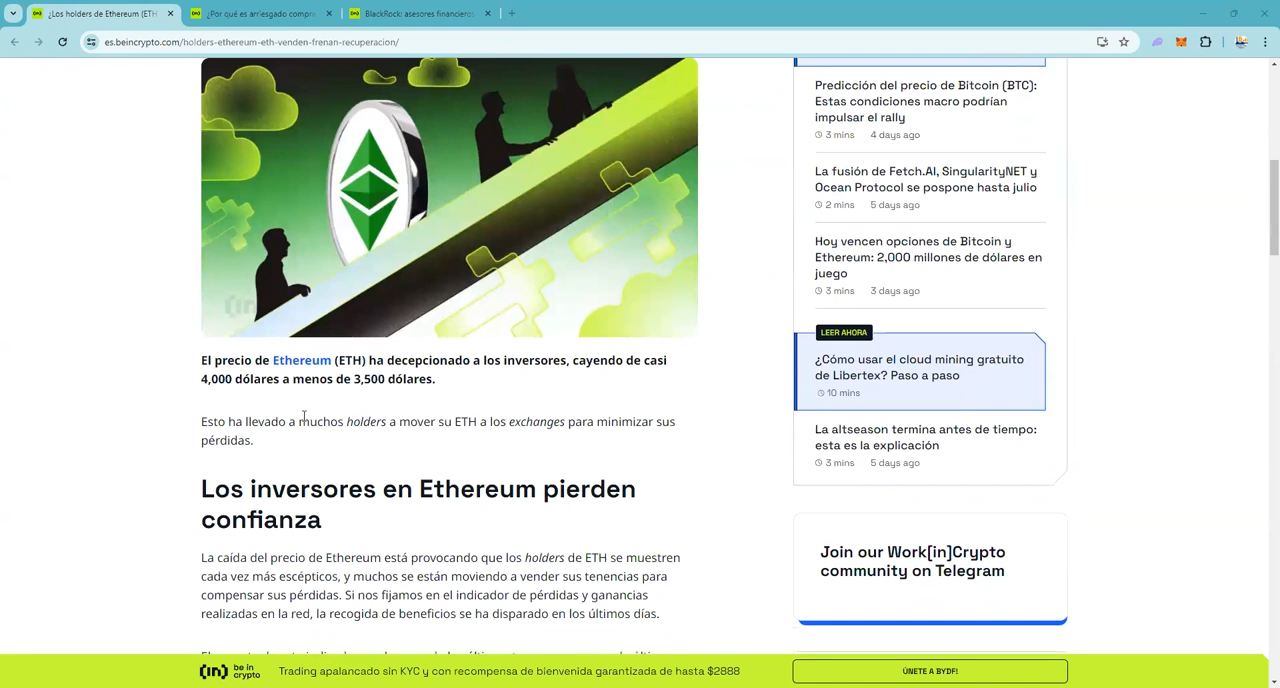 ¿Los holders de Ethereum (ETH
¿Por qué es arriesgado compra
BlackRock: asesores financieros
es.beincrypto.com/holders-ethereum-eth-venden-frenan-recuperacion/
El precio de Ethereum (ETH) ha decepcionado a los inversores, cayendo de casi
4,000 dólares a menos de 3,500 dólares.
Esto ha llevado a muchos holders a mover su ETH a los exchanges para minimizar sus
pérdidas.
Los inversores en Ethereum pierden
confianza
La caída del precio de Ethereum está provocando que los holders de ETH se muestren
cada vez más escépticos, y muchos se están moviendo a vender sus tenencias para
compensar sus pérdidas. Si nos fijamos en el indicador de pérdidas y ganancias
realizadas en la red, la recogida de beneficios se ha disparado en los últimos días.
Predicción del precio de Bitcoin (BTC):
Estas condiciones macro podrían
impulsar el rally
3 mins 4 days ago
La fusión de Fetch.AI, SingularityNET y
Ocean Protocol se pospone hasta julio
2 mins 5 days ago
Hoy vencen opciones de Bitcoin y
Ethereum: 2,000 millones de dólares en
juego
3 mins 3 days ago
LEER AHORA
¿Cómo usar el cloud mining gratuito
de Libertex? Paso a paso
10 mins
La altseason termina antes de tiempo:
esta es la explicación
3 mins 5 days ago
Join our Work[in]Crypto
community on Telegram
(in) be in
crypto
Trading apalancado sin KYC y con recompensa de bienvenida garantizada de hasta $2888
ÚNETE A BYDFI